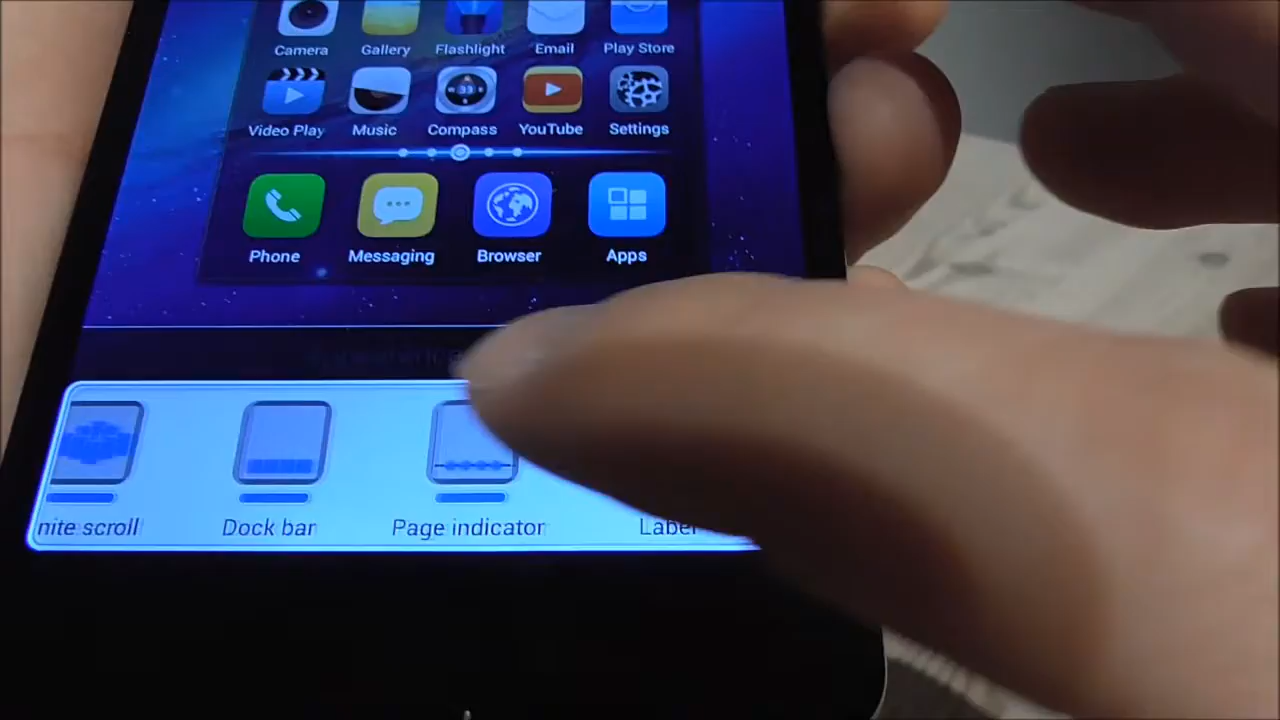 Camera Gallery Flashlight Email Play Store
33
Video Play Music Compass YouTube Settings
Phone Messaging Browser Apps
nite scroll Dock bar Page indicator Label